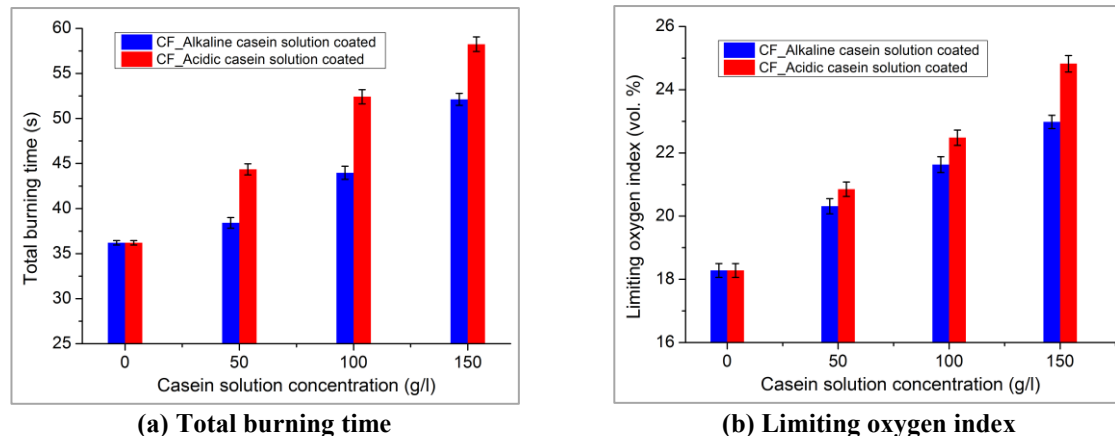 60
55
50
45
40
35
30
25
Total burning time (s)
CF_Alkaline casein solution coated
CF_Acidic casein solution coated
0 50 100 150
Casein solution concentration (g/l)
(a) Total burning time
26
24
22
20
18
16
Limiting oxygen index (vol. %)
CF_Alkaline casein solution coated
CF_Acidic casein solution coated
0 50 100 150
Casein solution concentration (g/l)
(b) Limiting oxygen index